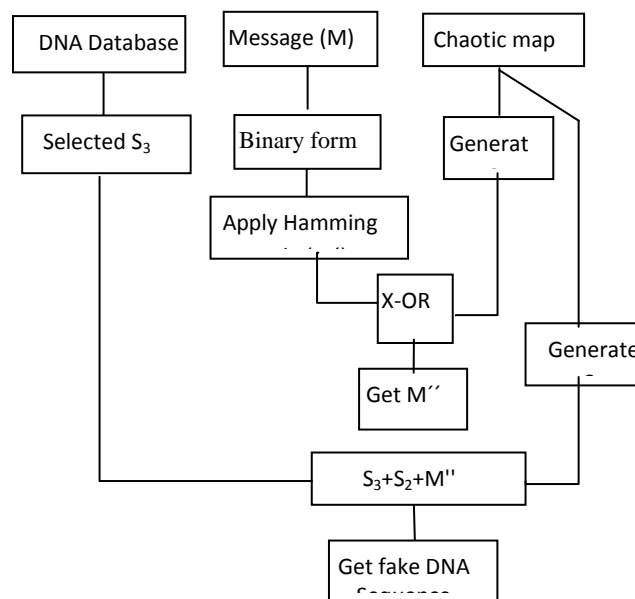 DNA Database
Message (M)
Chaotic map
Selected S₃
Binary form
Generat
Apply Hamming
X-OR
Generate
Get M´´
S₃+S₂+M''
Get fake DNA
Sequence